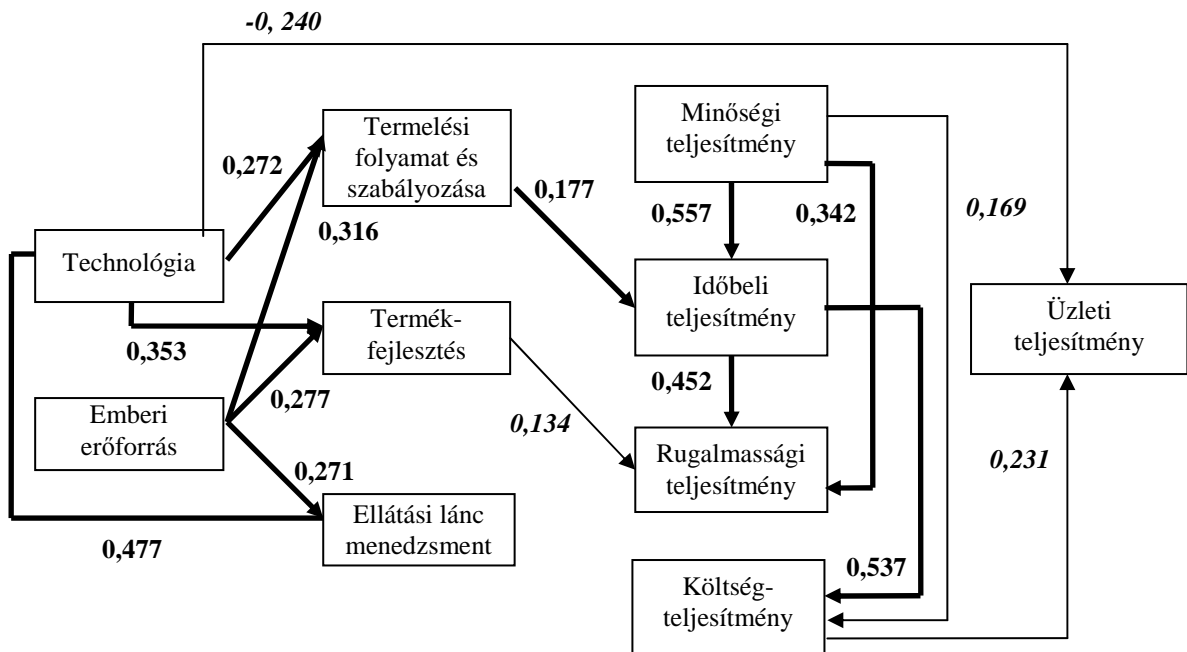 -0, 240
Termelési
folyamat és
szabályozása
Minőségi
teljesítmény
0,272
0,177
0,316
0,557
0,342
0,169
Technológia
Időbeli
teljesítmény
Üzleti
teljesítmény
Termék-
fejlesztés
0,353
0,277
0,452
Emberi
erőforrás
0,134
Rugalmassági
teljesítmény
0,231
0,271
Ellátási lánc
menedzsment
0,477
0,537
Költség-
teljesítmény